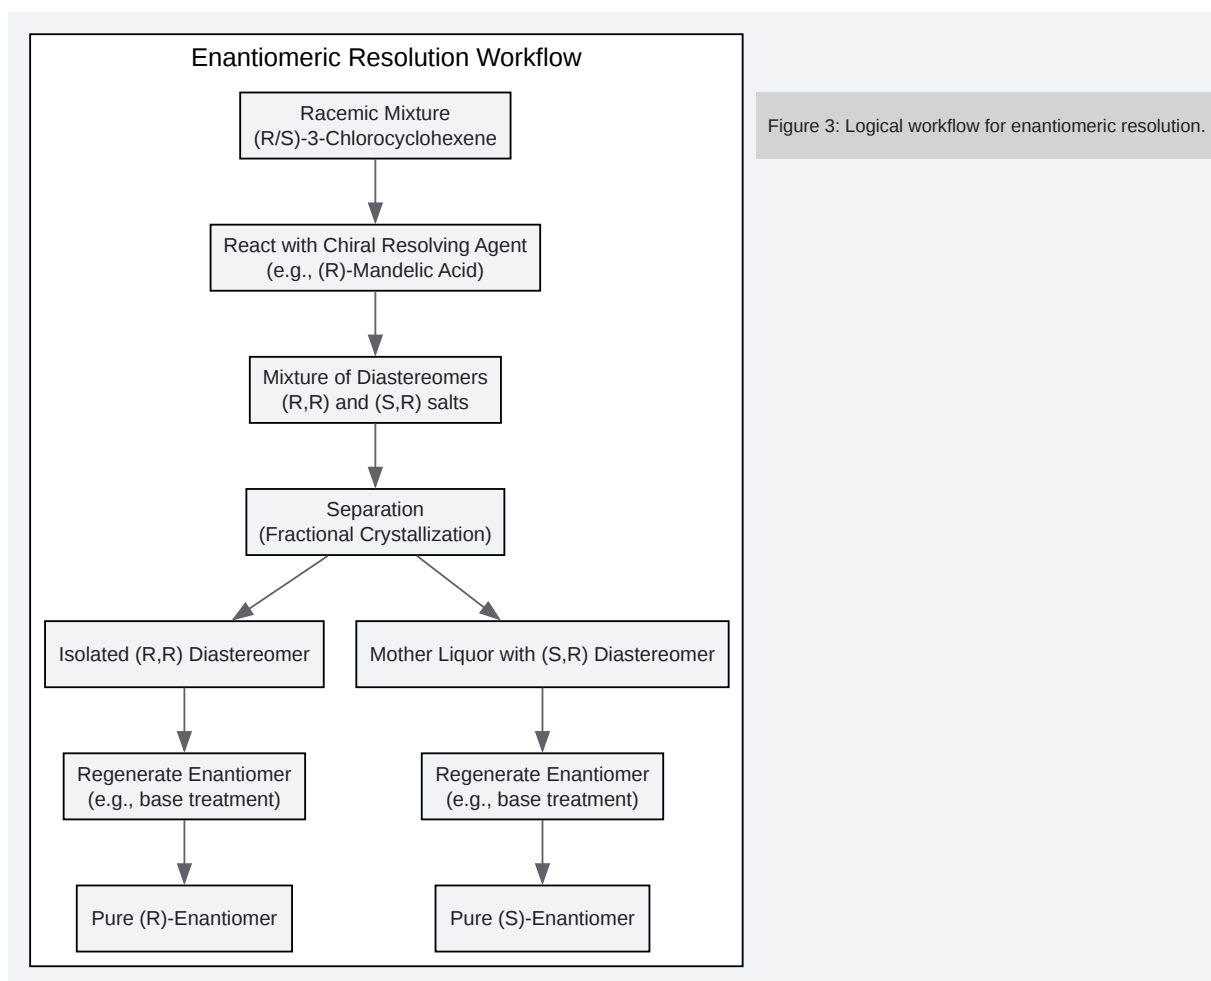 Enantiomeric Resolution Workflow
Racemic Mixture
(R/S)-3-Chlorocyclohexene
Figure 3: Logical workflow for enantiomeric resolution.
React with Chiral Resolving Agent
(e.g., (R)-Mandelic Acid)
Mixture of Diastereomers
(R,R) and (S,R) salts
Separation
(Fractional Crystallization)
Isolated (R,R) Diastereomer
Mother Liquor with (S,R) Diastereomer
Regenerate Enantiomer
(e.g., base treatment)
Regenerate Enantiomer
(e.g., base treatment)
Pure (R)-Enantiomer
Pure (S)-Enantiomer